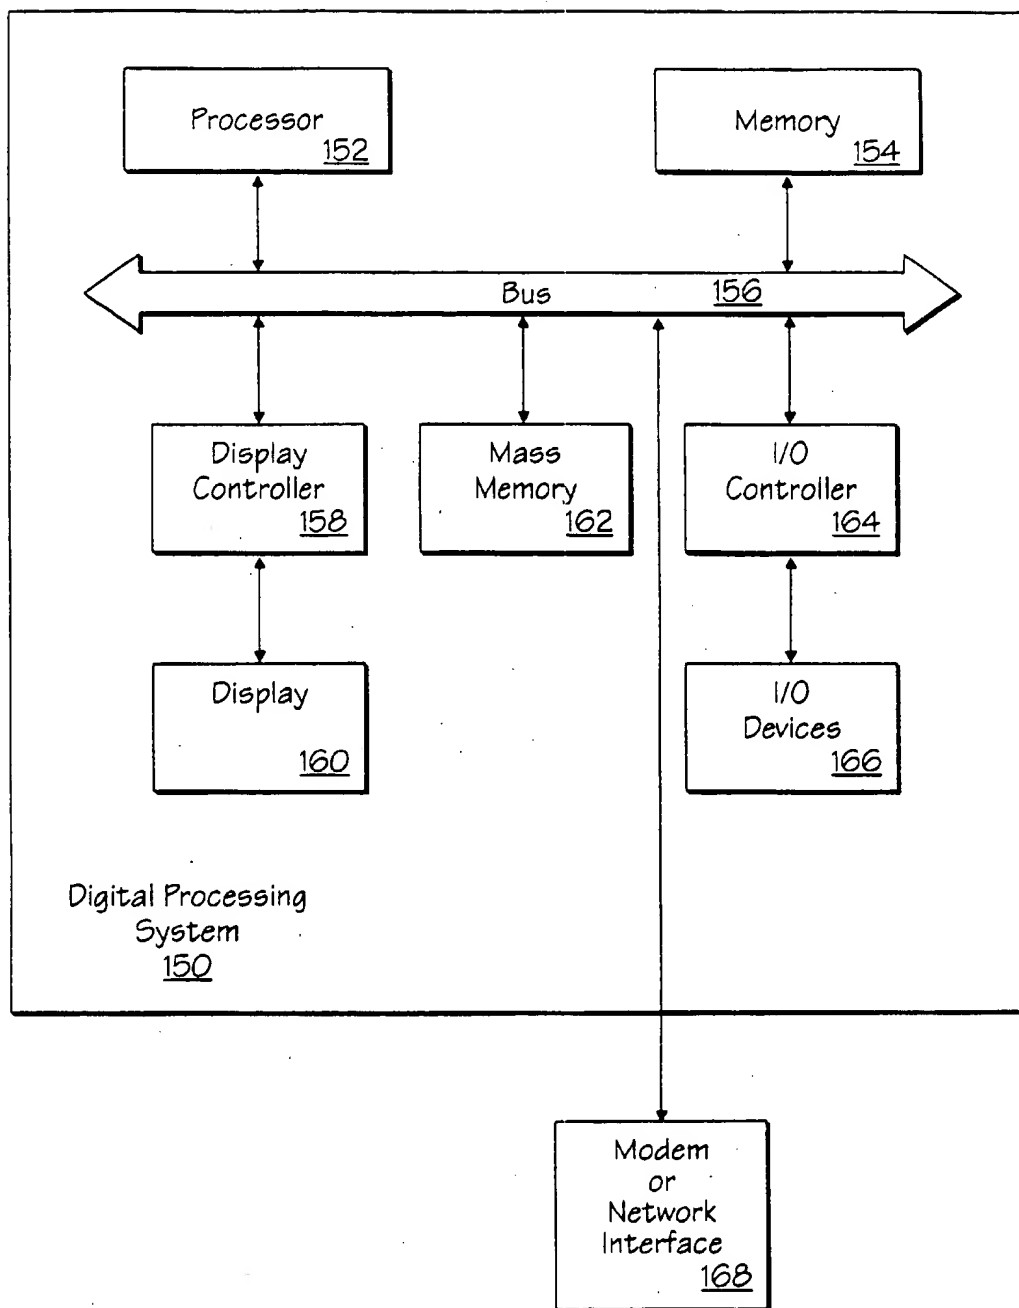 Processor
152
Memory
154
Bus 156
Display
Controller
158
Mass
Memory
162
I/O
Controller
164
Display
160
I/O
Devices
166
Digital Processing
System
150
Modem
or
Network
Interface
168